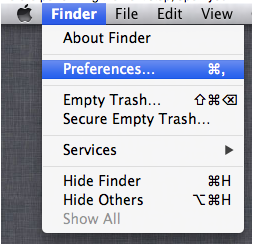 Finder File Edit View
About Finder
Preferences... ⌘,
Empty Trash... ⇧⌘⌫
Secure Empty Trash...
Services ▶
Hide Finder ⌘H
Hide Others ⌥⌘H
Show All